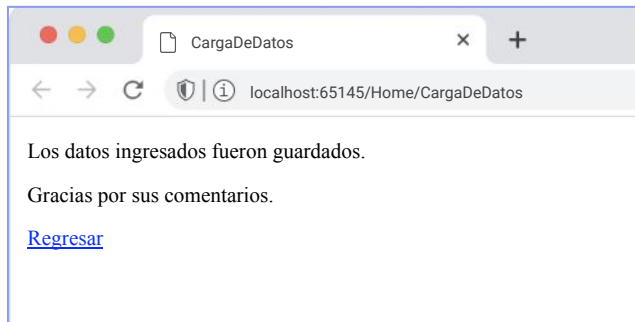 CargaDeDatos
localhost:65145/Home/CargaDeDatos
Los datos ingresados fueron guardados.
Gracias por sus comentarios.
Regresar